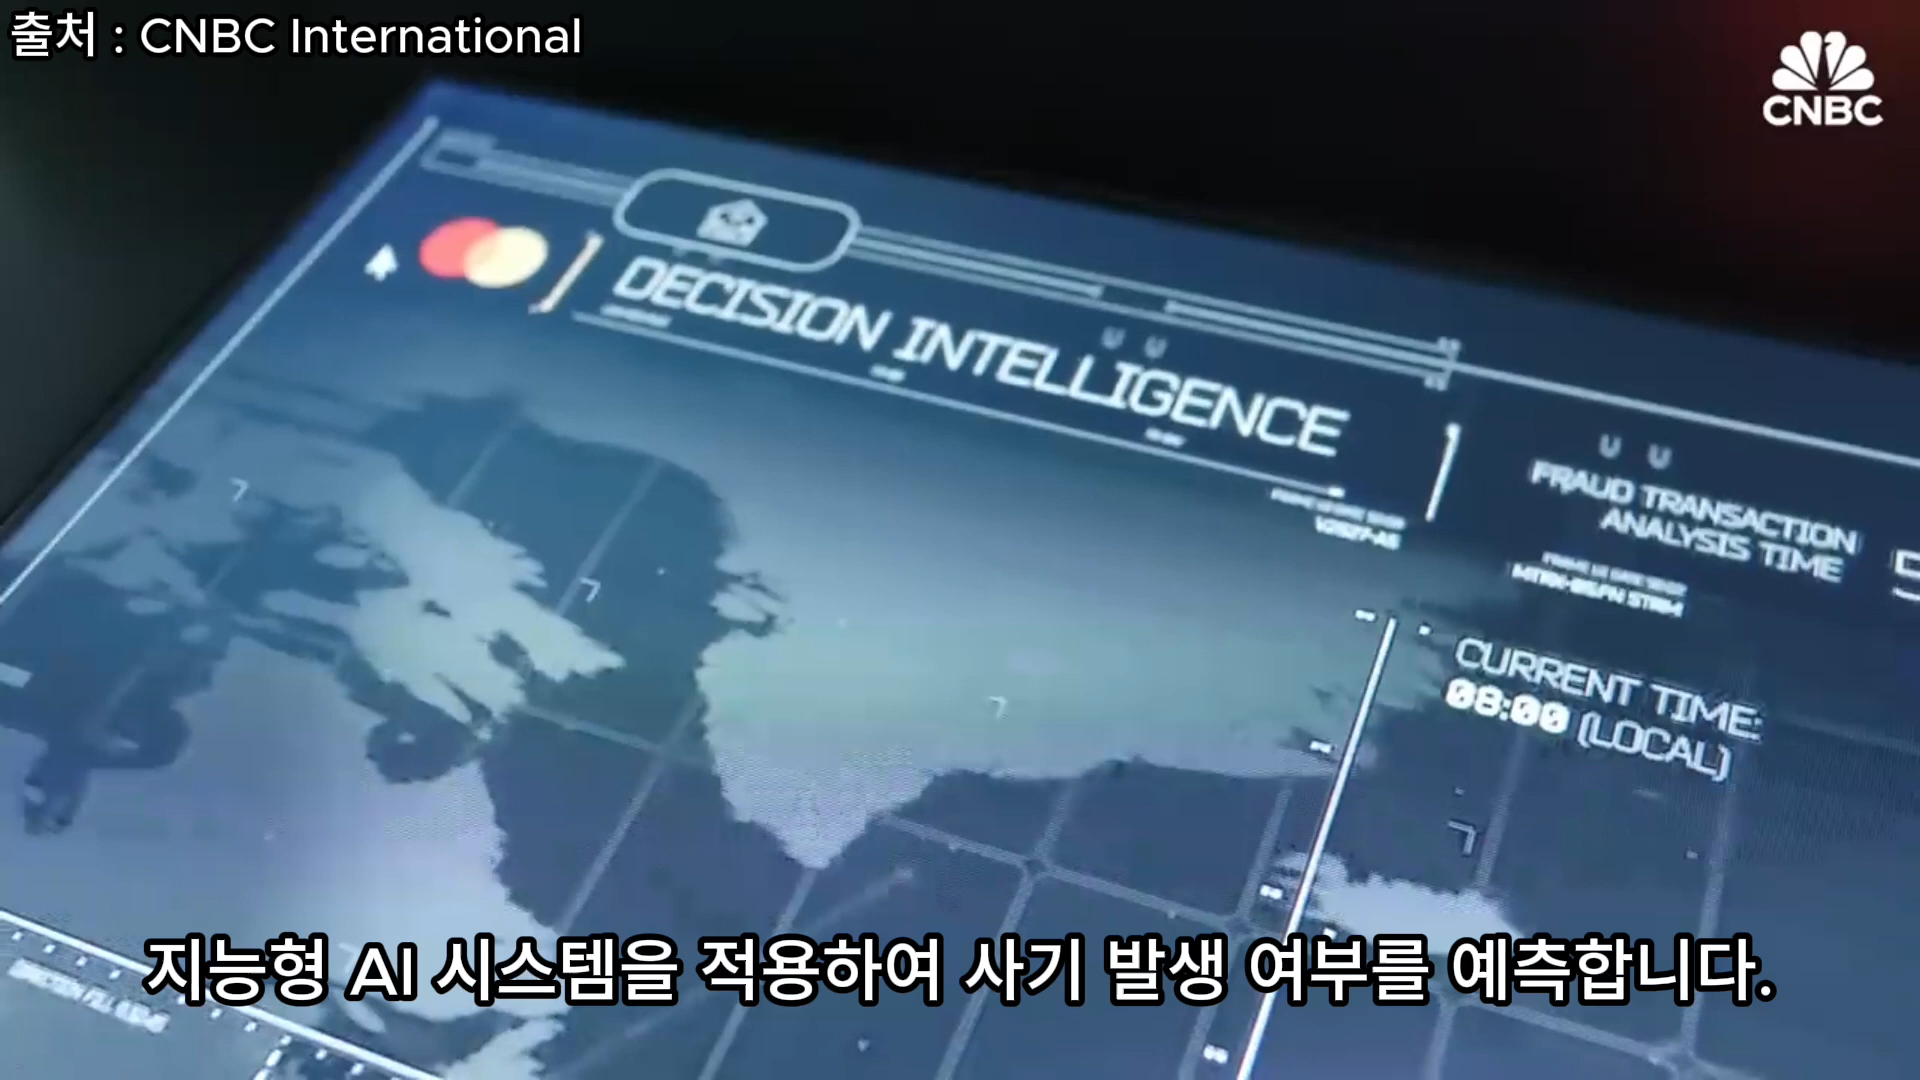 출처 : CNBC International
CNBC
DECISION INTELLIGENCE
FRAUD TRANSACTION
ANALYSIS TIME
CURRENT TIME:
08:00 (LOCAL)
지능형 AI 시스템을 적용하여 사기 발생 여부를 예측합니다.